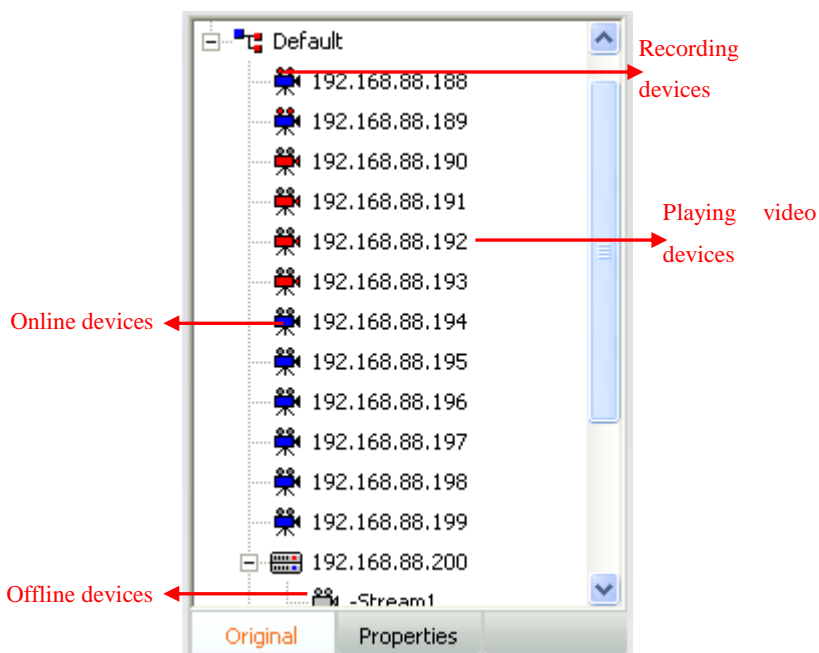 Default
192.168.88.188
192.168.88.189
192.168.88.190
192.168.88.191
192.168.88.192
192.168.88.193
192.168.88.194
192.168.88.195
192.168.88.196
192.168.88.197
192.168.88.198
192.168.88.199
192.168.88.200
-Stream1
Original Properties
Recording
devices
Playing video
devices
Online devices
Offline devices